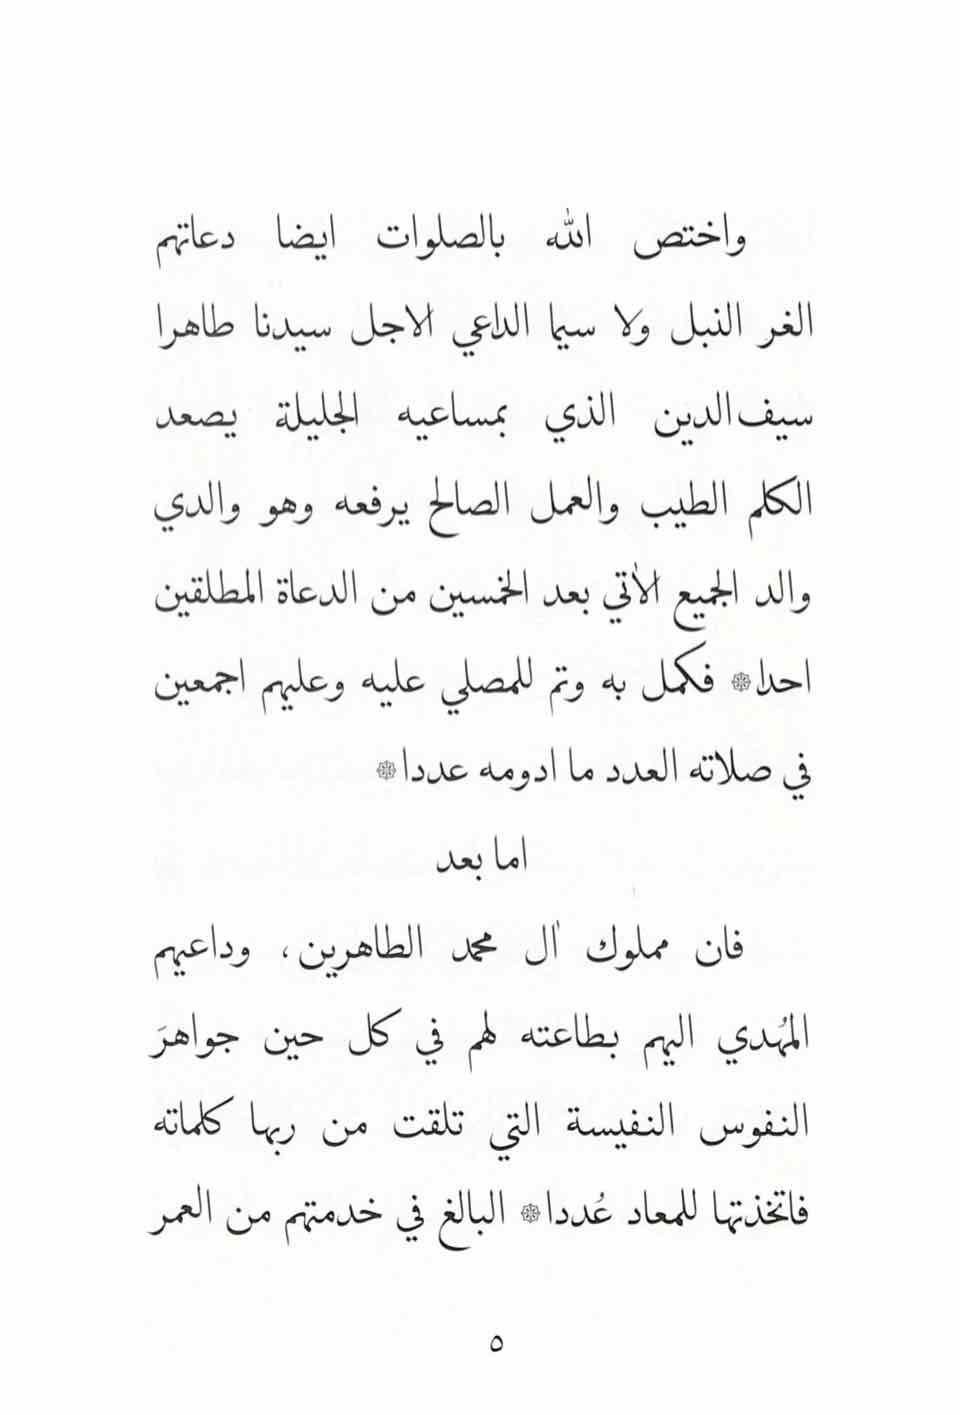 واختص الله بالصلوات ايضا دعاتهم
الغر النبل ولا سيما الداعي الاجل سيدنا طاهرا
سيف الدين الذي بمساعيه الجليلة يصعد
الكلم الطيب والعمل الصالح يرفعه وهو والدي
والد الجميع الاٰتي بعد الخمسين من الدعاة المطلقين
احدا۞ فكمل به وتم للمصلي عليه وعليهم اجمعين
في صلاته العدد ما ادومه عددا۞
اما بعد
فان مملوك اٰل محمد الطاهرين، وداعيهم
المُهدي اليهم بطاعته لهم في كل حين جواهرَ
النفوس النفيسة التي تلقت من ربها كلماته
فاتخذتها للمعاد عُددا۞ البالغ في خدمتهم من العمر
٥